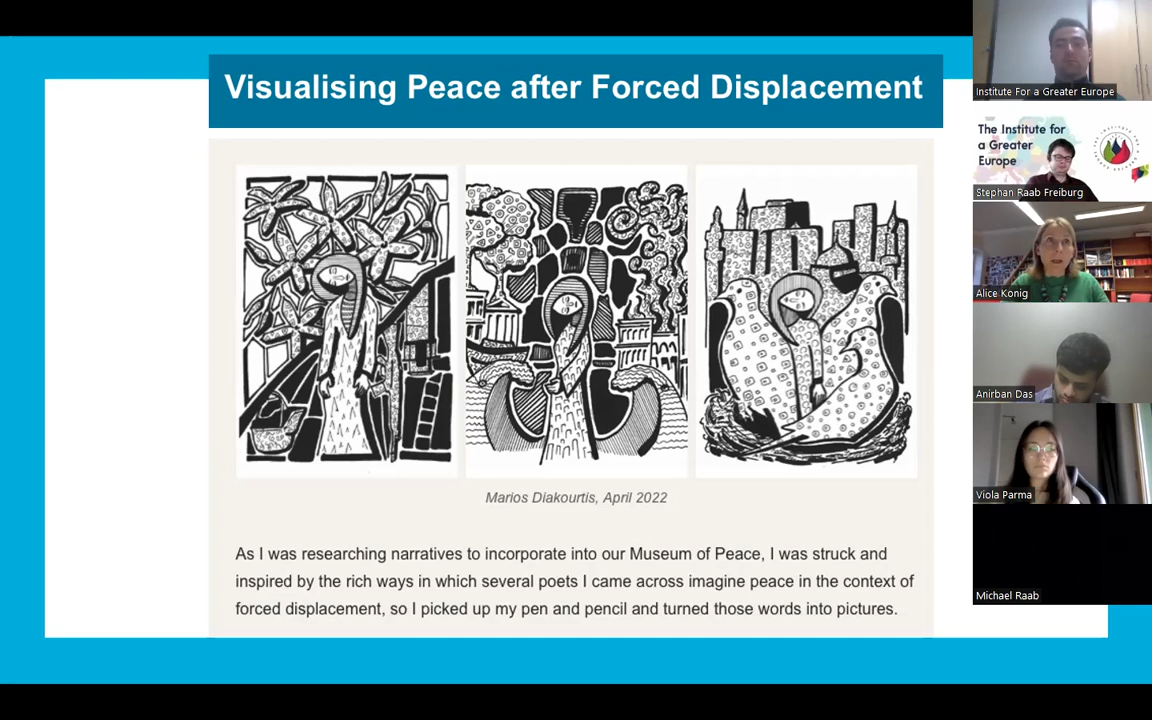 Visualising Peace after Forced Displacement
Marios Diakourtis, April 2022
As I was researching narratives to incorporate into our Museum of Peace, I was struck and
inspired by the rich ways in which several poets I came across imagine peace in the context of
forced displacement, so I picked up my pen and pencil and turned those words into pictures.
Institute For a Greater Europe
The Institute for
a Greater
Europe
Stephan Raab Freiburg
Alice Konig
Anirban Das
Viola Parma
Michael Raab